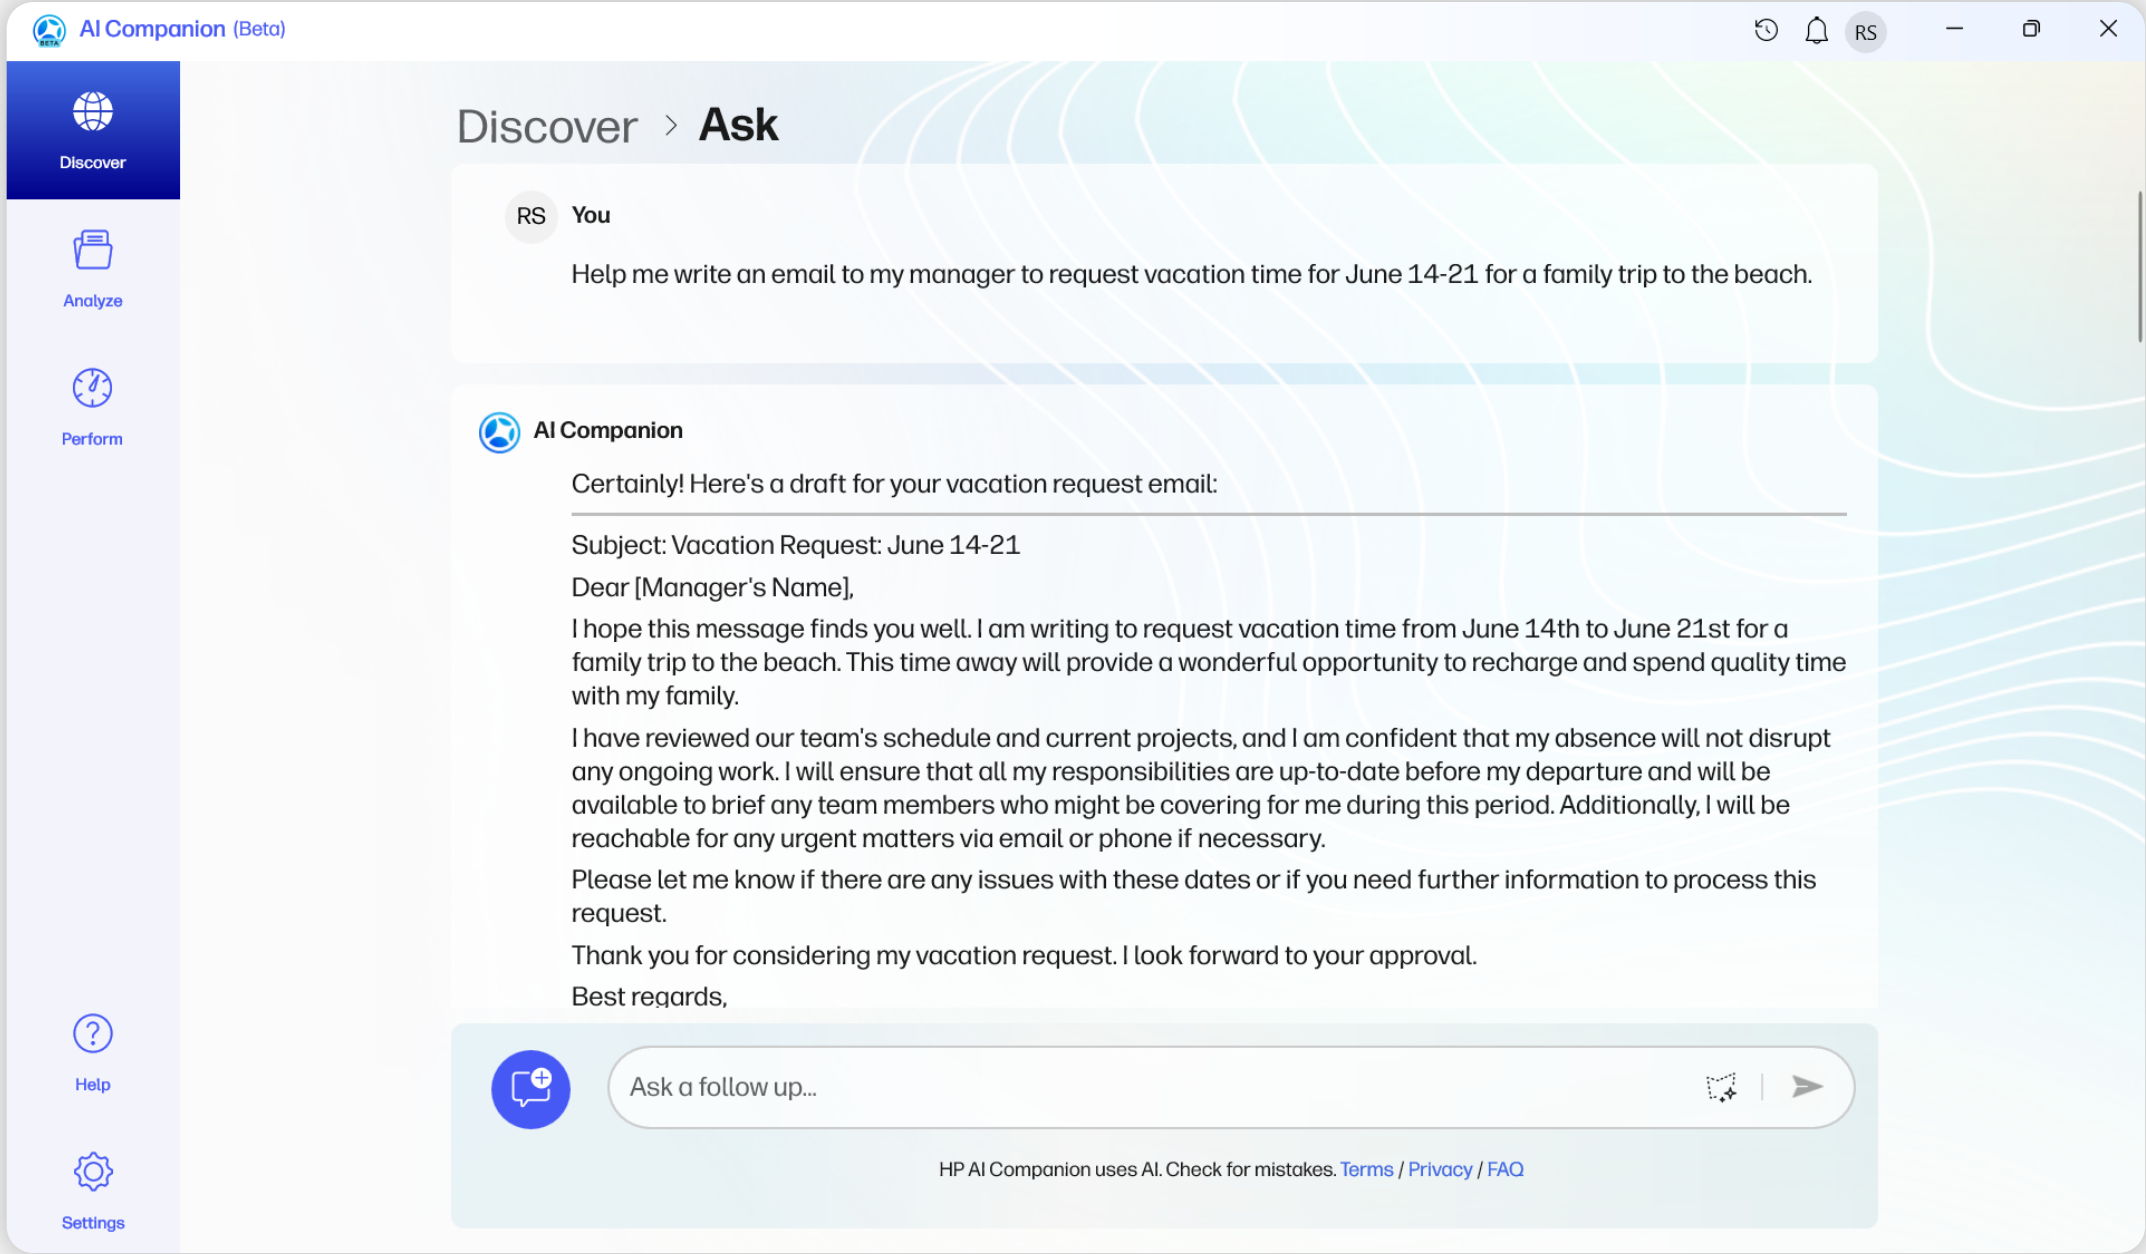 AI Companion (Beta)
BETA
RS
Discover
Analyze
Perform
Help
Settings
Discover > Ask
RS
You
Help me write an email to my manager to request vacation time for June 14-21 for a family trip to the beach.
AI Companion
Certainly! Here's a draft for your vacation request email:
Subject: Vacation Request: June 14-21
Dear [Manager's Name],
I hope this message finds you well. I am writing to request vacation time from June 14th to June 21st for a
family trip to the beach. This time away will provide a wonderful opportunity to recharge and spend quality time
with my family.
I have reviewed our team's schedule and current projects, and I am confident that my absence will not disrupt
any ongoing work. I will ensure that all my responsibilities are up-to-date before my departure and will be
available to brief any team members who might be covering for me during this period. Additionally, I will be
reachable for any urgent matters via email or phone if necessary.
Please let me know if there are any issues with these dates or if you need further information to process this
request.
Thank you for considering my vacation request. I look forward to your approval.
Best regards,
Ask a follow up...
HP AI Companion uses AI. Check for mistakes. Terms / Privacy / FAQ